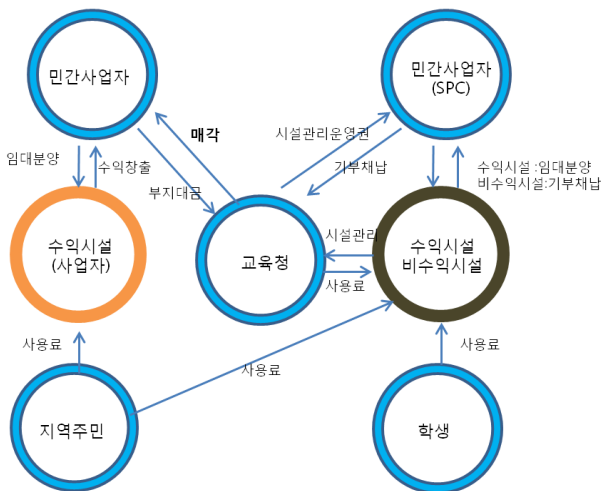 민간사업자
민간사업자
(SPC)
매각
시설관리운영권
임대분양
수익창출
기부채납
수익시설 :임대분양
비수익시설:기부채납
부지대금
수익시설
(사업자)
교육청
시설관리
사용료
수익시설
비수익시설
사용료
사용료
사용료
지역주민
학생